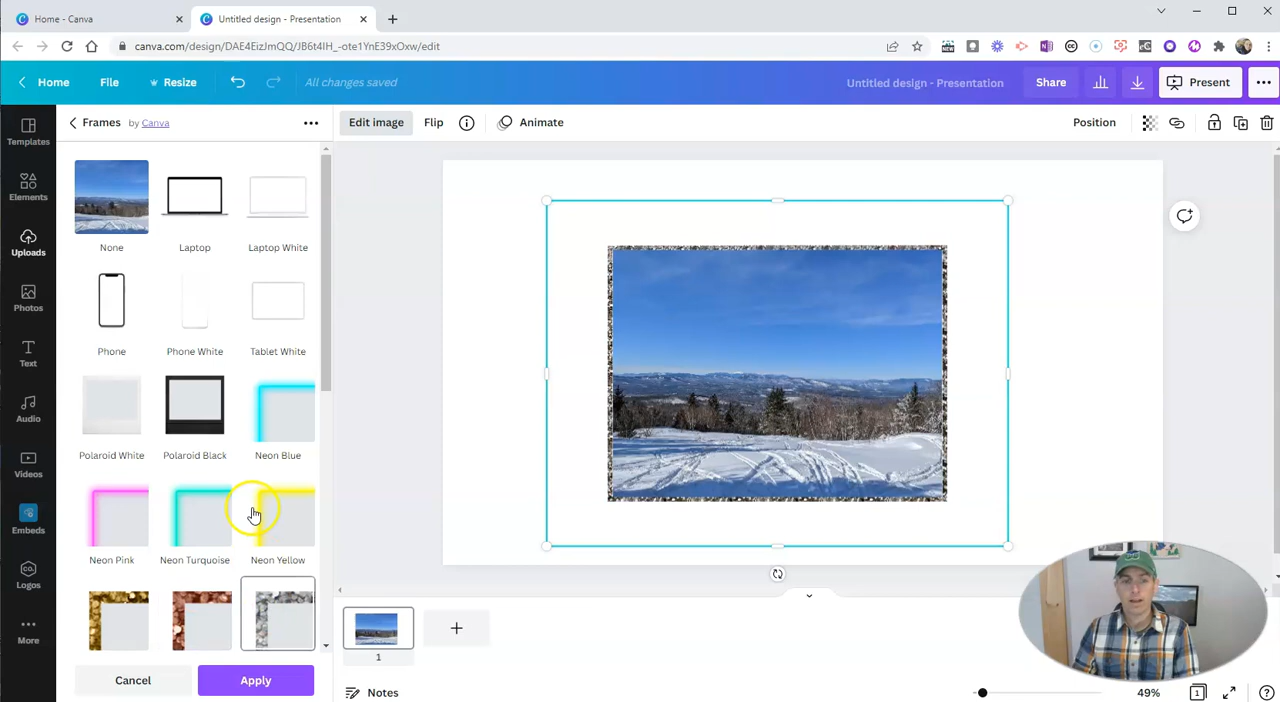 Home - Canva
Untitled design - Presentation
canva.com/design/DAE4EizJmQQ/JB6t4IH_-ote1YnE39xOxw/edit
Home
File
Resize
All changes saved
Untitled design - Presentation
Share
Present
Templates
Elements
Uploads
Photos
Text
Audio
Videos
Embeds
Logos
More
Frames by Canva
None
Laptop
Laptop White
Phone
Phone White
Tablet White
Polaroid White
Polaroid Black
Neon Blue
Neon Pink
Neon Turquoise
Neon Yellow
Cancel
Apply
Edit image
Flip
Animate
Position
1
Notes
49%
1